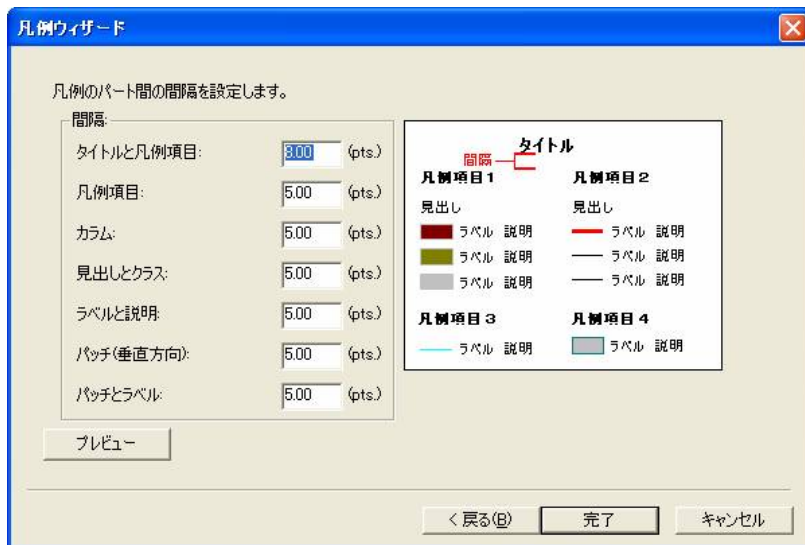 凡例ウィザード
凡例のパート間の間隔を設定します。
間隔:
タイトルと凡例項目: 8.00 (pts.)
凡例項目: 5.00 (pts.)
カラム: 5.00 (pts.)
見出しとクラス: 5.00 (pts.)
ラベルと説明: 5.00 (pts.)
パッチ(垂直方向): 5.00 (pts.)
パッチとラベル: 5.00 (pts.)
タイトル
間隔
凡例項目1 凡例項目2
見出し 見出し
ラベル 説明 ラベル 説明
ラベル 説明 ラベル 説明
ラベル 説明 ラベル 説明
凡例項目3 凡例項目4
ラベル 説明 ラベル 説明
プレビュー
< 戻る(B) 完了 キャンセル